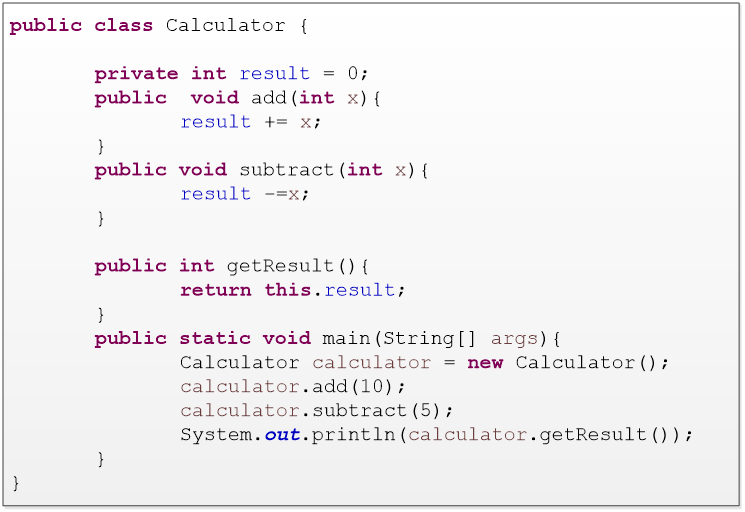 public class Calculator {
private int result = 0;
public  void add(int x){
result += x;
}
public void subtract(int x){
result -=x;
}
public int getResult(){
return this.result;
}
public static void main(String[] args){
Calculator calculator = new Calculator();
calculator.add(10);
calculator.subtract(5);
System.out.println(calculator.getResult());
}
}